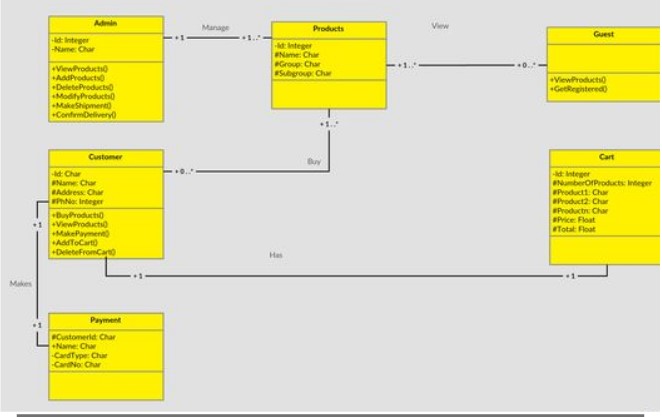 Admin
-Id: Integer
-Name: Char
+ViewProducts()
+AddProducts()
+DeleteProducts()
+ModifyProducts()
+MakeShipment()
+ConfirmDelivery()
+1
Manage
+1..*
Products
-Id: Integer
#Name: Char
#Group: Char
#Subgroup: Char
View
+1..*
+0..*
Guest
+ViewProducts()
+GetRegistered()
+1..*
Buy
+0..*
Customer
-Id: Char
#Name: Char
#Address: Char
#PhNo: Integer
+BuyProducts()
+ViewProducts()
+MakePayment()
+AddToCart()
+DeleteFromCart()
Cart
-Id: Integer
#NumberOfProducts: Integer
#Product1: Char
#Product2: Char
#Productn: Char
#Price: Float
#Total: Float
Has
+1
+1
+1
Makes
+1
Payment
#CustomerId: Char
+Name: Char
-CardType: Char
-CardNo: Char